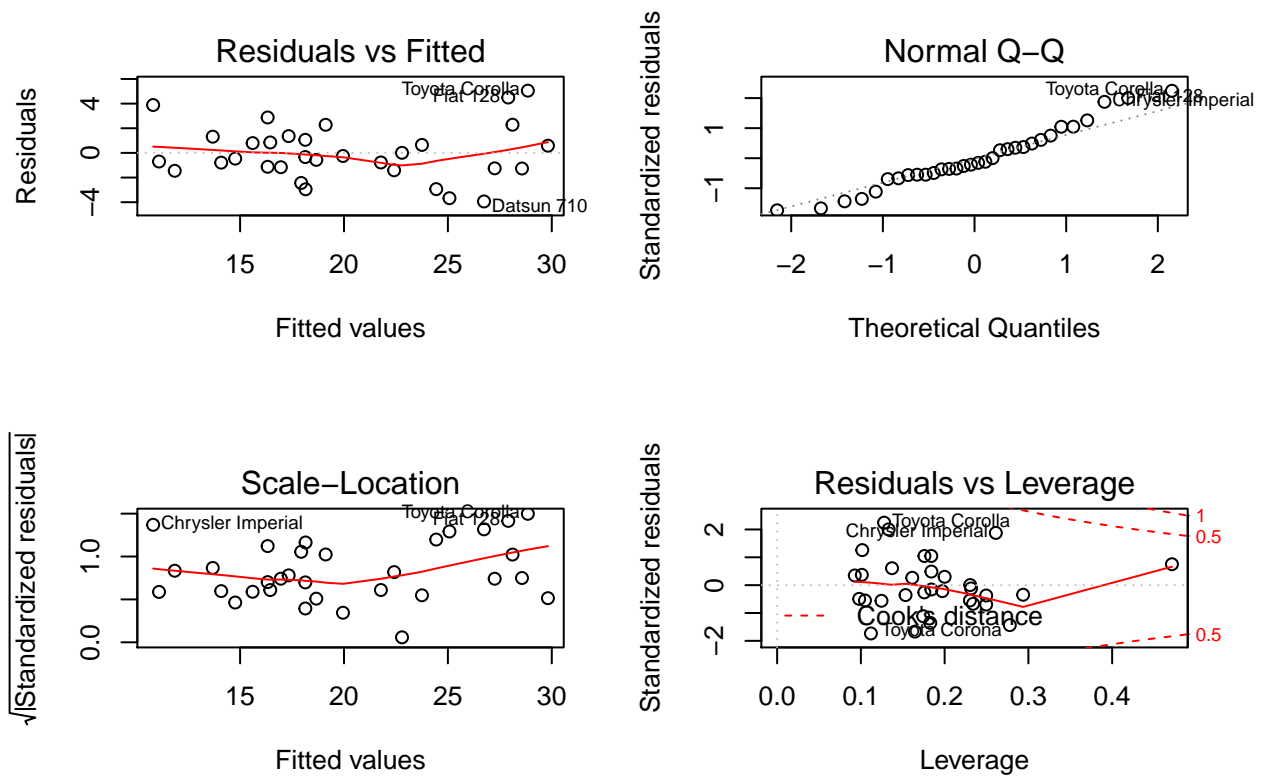 Residuals vs Fitted
Residuals
4
0
−4
Toyota Corolla
Fiat 128
Datsun 710
15 20 25 30
Fitted values
Normal Q−Q
Standardized residuals
1
−1
Toyota Corolla
Fiat 128
Chrysler Imperial
−2 −1 0 1 2
Theoretical Quantiles
Scale−Location
√|Standardized residuals|
1.0
0.0
Toyota Corolla
Fiat 128
Chrysler Imperial
15 20 25 30
Fitted values
Residuals vs Leverage
Standardized residuals
2
0
−2
Toyota Corolla
Chrysler Imperial
Cook's distance
Toyota Corona
1
0.5
0.5
0.0 0.1 0.2 0.3 0.4
Leverage